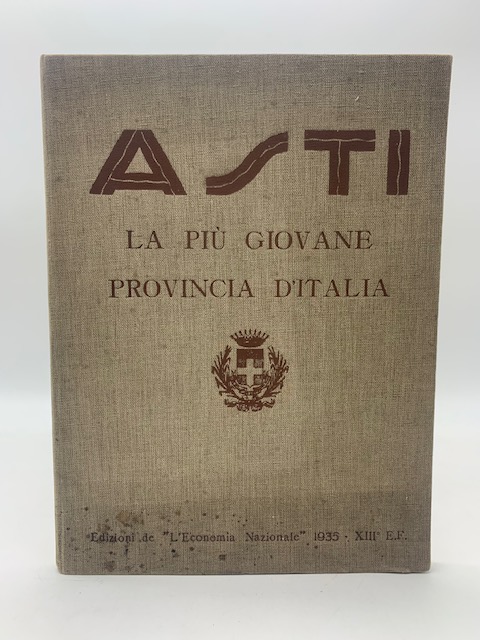 ASTI
LA PIÙ GIOVANE
PROVINCIA D'ITALIA
Edizioni de "L'Economia Nazionale" 1935 - XIII° E.F.